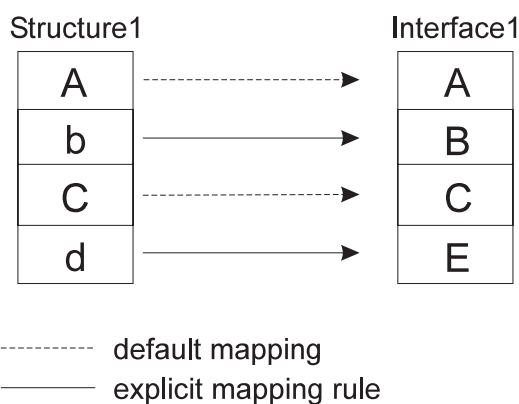 Structure1 Interface1
A A
b B
C C
d E
default mapping
explicit mapping rule